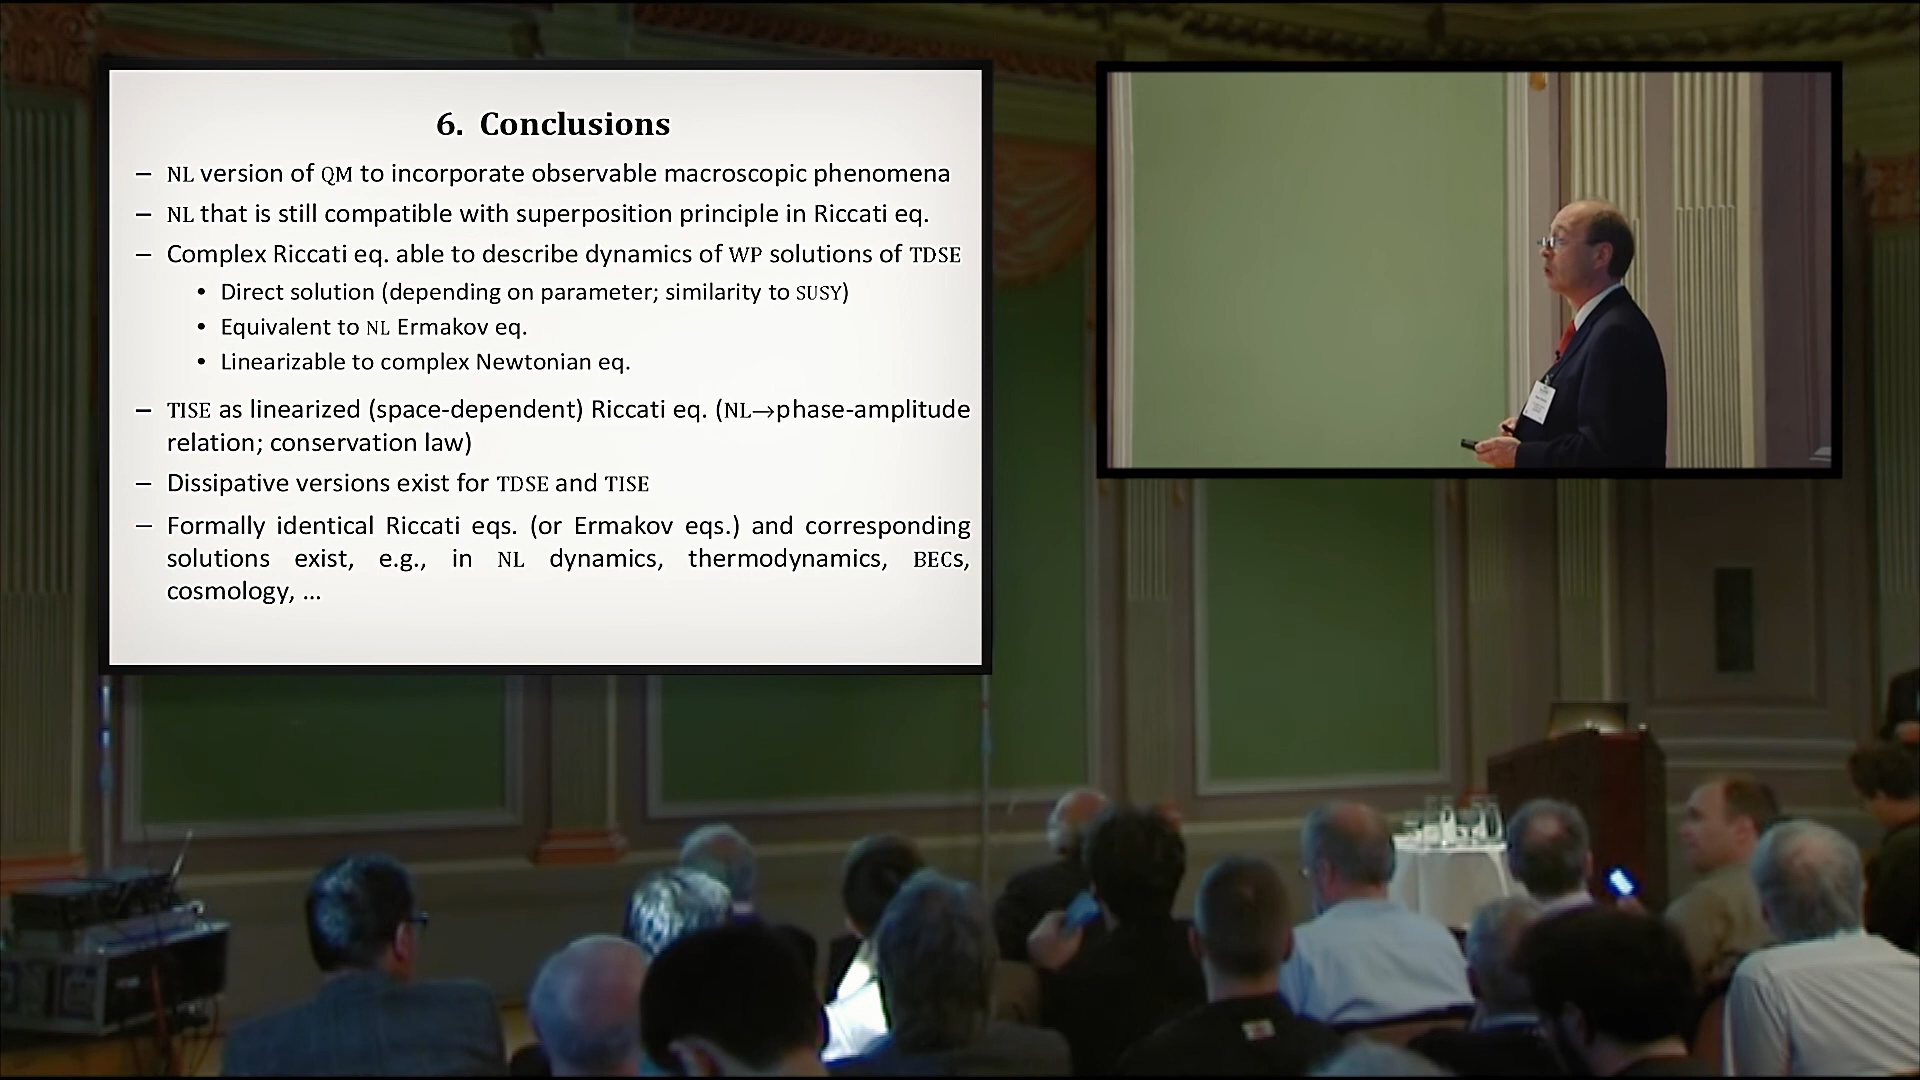 6. Conclusions
– NL version of QM to incorporate observable macroscopic phenomena
– NL that is still compatible with superposition principle in Riccati eq.
– Complex Riccati eq. able to describe dynamics of WP solutions of TDSE
• Direct solution (depending on parameter; similarity to SUSY)
• Equivalent to NL Ermakov eq.
• Linearizable to complex Newtonian eq.
– TISE as linearized (space-dependent) Riccati eq. (NL→phase-amplitude
relation; conservation law)
– Dissipative versions exist for TDSE and TISE
– Formally identical Riccati eqs. (or Ermakov eqs.) and corresponding
solutions exist, e.g., in NL dynamics, thermodynamics, BECs,
cosmology, ...